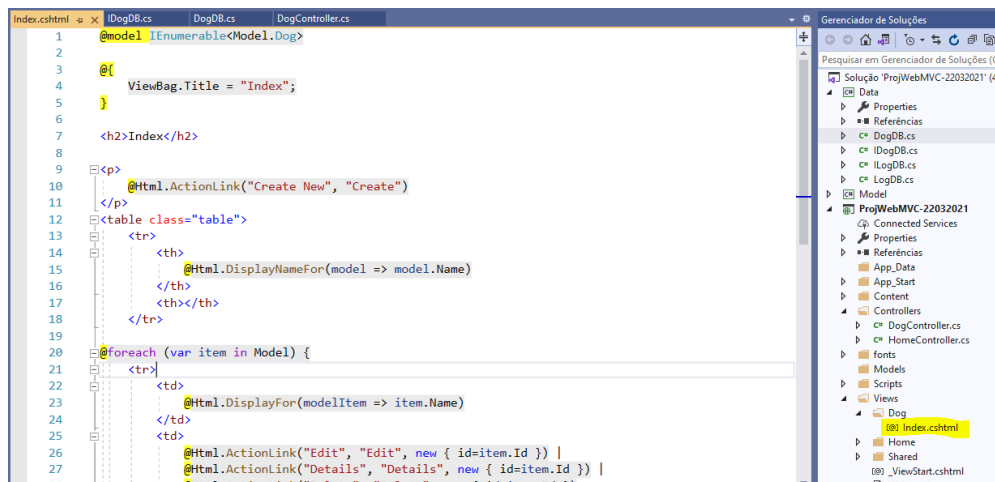 Index.cshtml IDogDB.cs DogDB.cs DogController.cs
1 @model IEnumerable<Model.Dog>
2
3 @{
4 ViewBag.Title = "Index";
5 }
6
7 <h2>Index</h2>
8
9 <p>
10 @Html.ActionLink("Create New", "Create")
11 </p>
12 <table class="table">
13 <tr>
14 <th>
15 @Html.DisplayNameFor(model => model.Name)
16 </th>
17 <th></th>
18 </tr>
19
20 @foreach (var item in Model) {
21 <tr>
22 <td>
23 @Html.DisplayFor(modelItem => item.Name)
24 </td>
25 <td>
26 @Html.ActionLink("Edit", "Edit", new { id=item.Id }) |
27 @Html.ActionLink("Details", "Details", new { id=item.Id }) |
Gerenciador de Soluções
Pesquisar em Gerenciador de Soluções (
Solução 'ProjWebMVC-22032021' (4
Data
Properties
Referências
C# DogDB.cs
C# IDogDB.cs
C# ILogDB.cs
C# LogDB.cs
Model
ProjWebMVC-22032021
Connected Services
Properties
Referências
App_Data
App_Start
Content
Controllers
C# DogController.cs
C# HomeController.cs
fonts
Models
Scripts
Views
Dog
[@] Index.cshtml
Home
Shared
[@] _ViewStart.cshtml